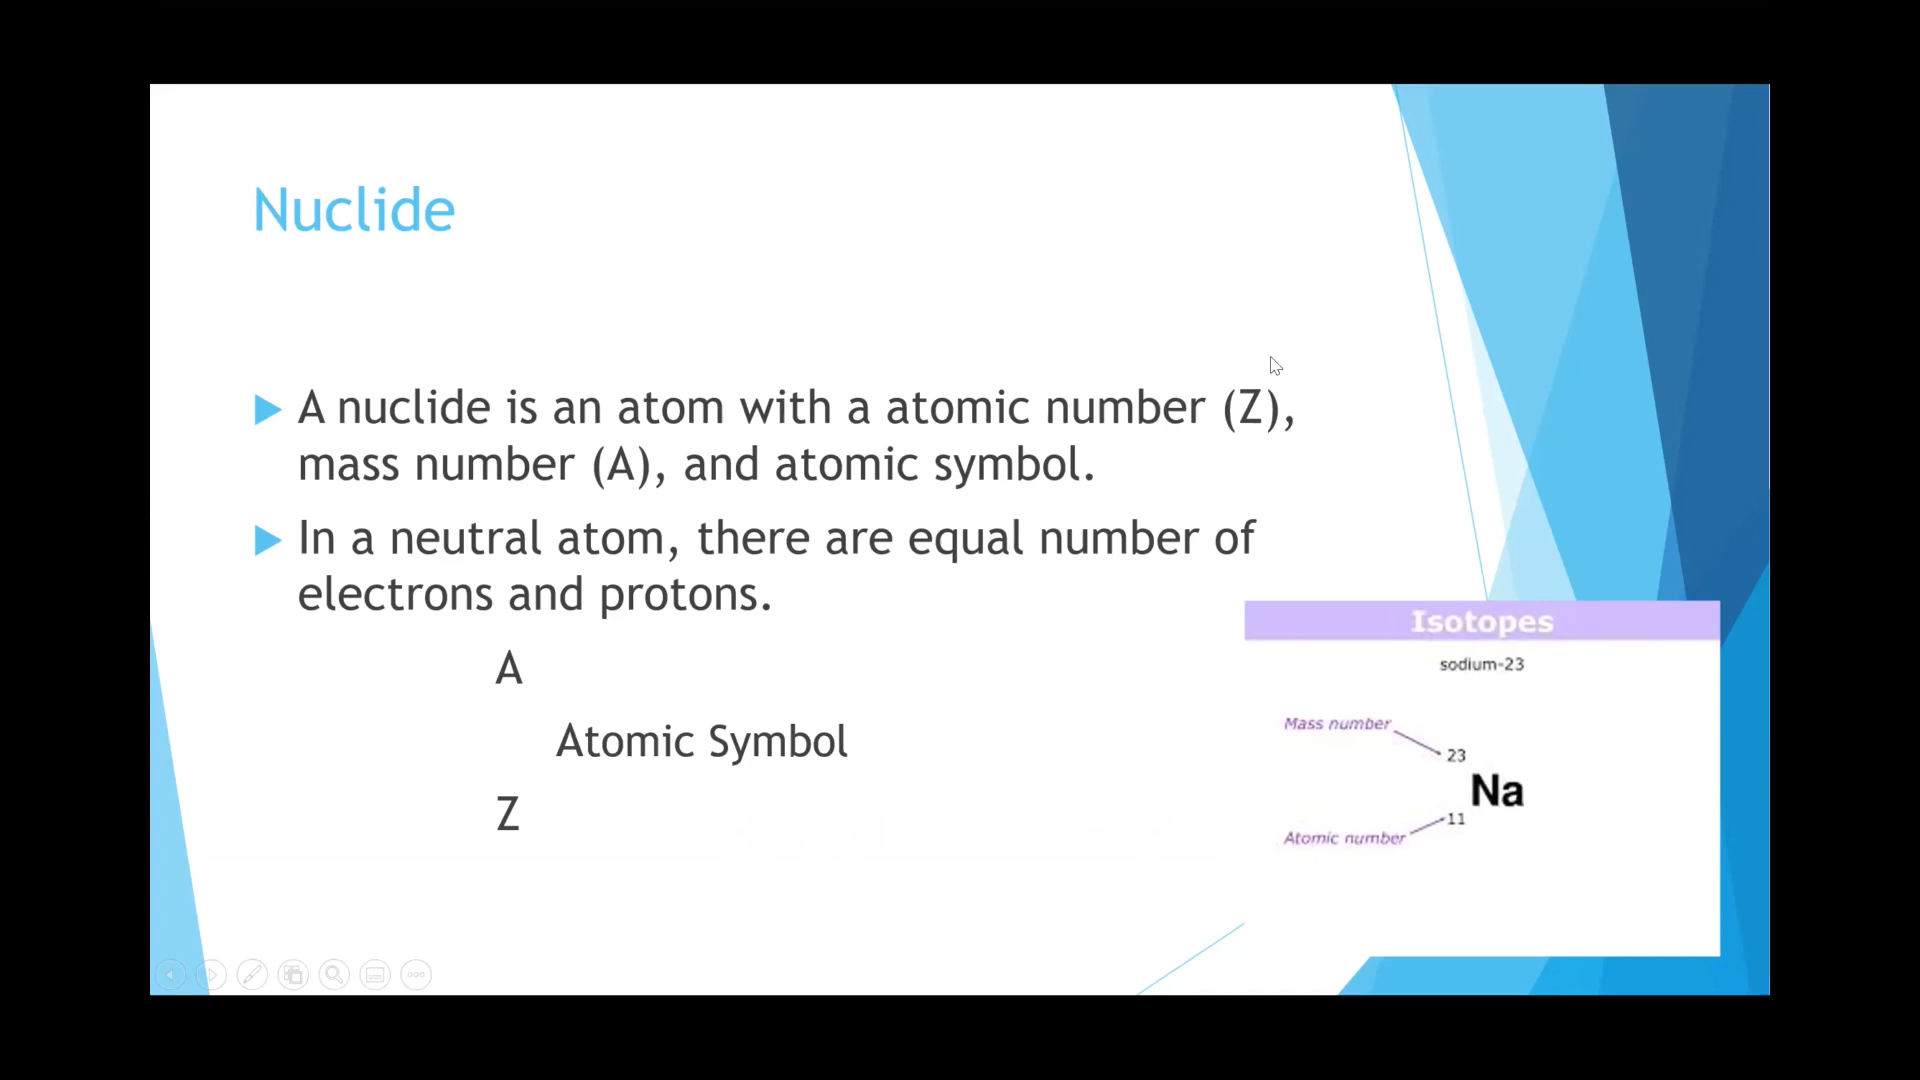 Nuclide
A nuclide is an atom with a atomic number (Z),
mass number (A), and atomic symbol.
In a neutral atom, there are equal number of
electrons and protons.
A
Atomic Symbol
Z
Isotopes
sodium-23
Mass number
23
Na
11
Atomic number